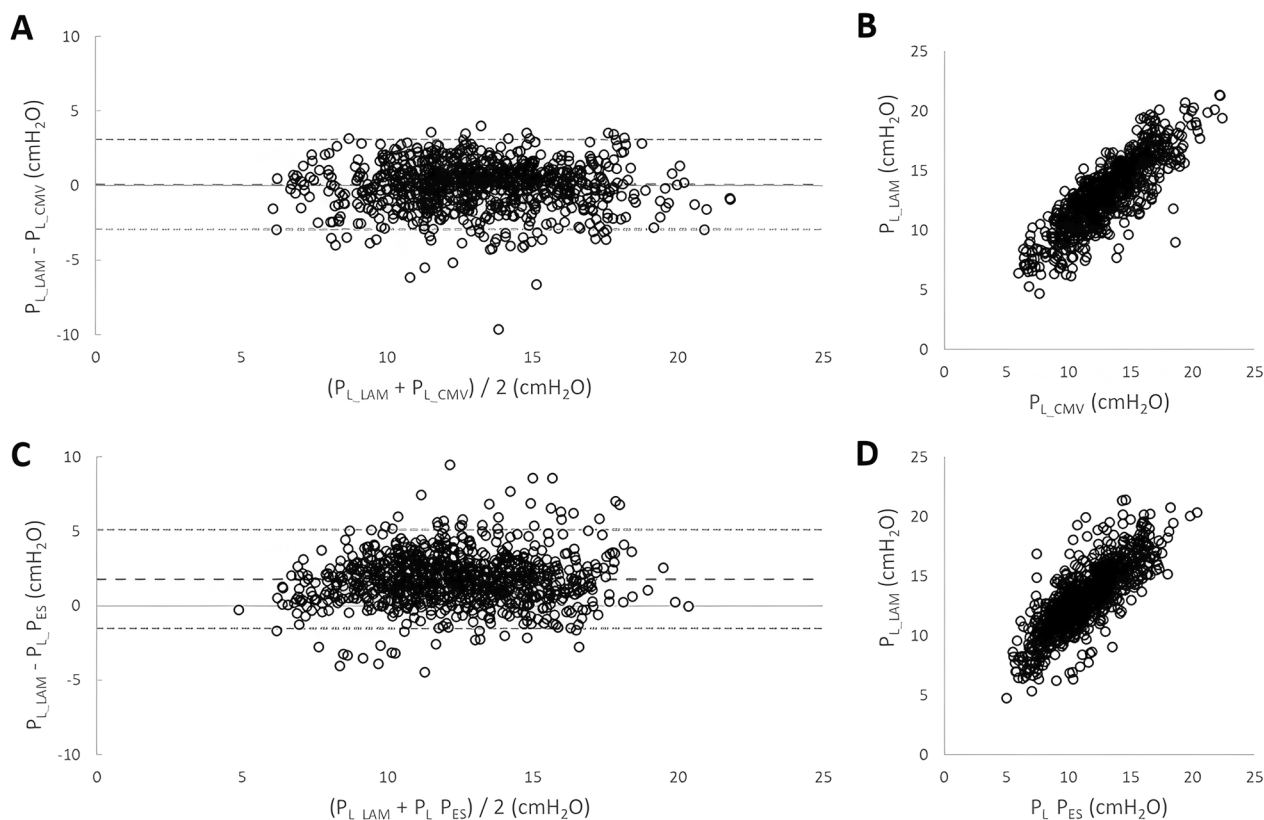 A
10
5
0
-5
-10
P_L_LAM - P_L_CMV (cmH₂O)
0 5 10 15 20 25
(P_L_LAM + P_L_CMV) / 2 (cmH₂O)
B
25
20
15
10
5
0
P_L_LAM (cmH₂O)
0 5 10 15 20 25
P_L_CMV (cmH₂O)
C
10
5
0
-5
-10
P_L_LAM - P_L_P_ES (cmH₂O)
0 5 10 15 20 25
(P_L LAM + P_L P_ES) / 2 (cmH₂O)
D
25
20
15
10
5
0
P_L_LAM (cmH₂O)
0 5 10 15 20 25
P_L P_ES (cmH₂O)